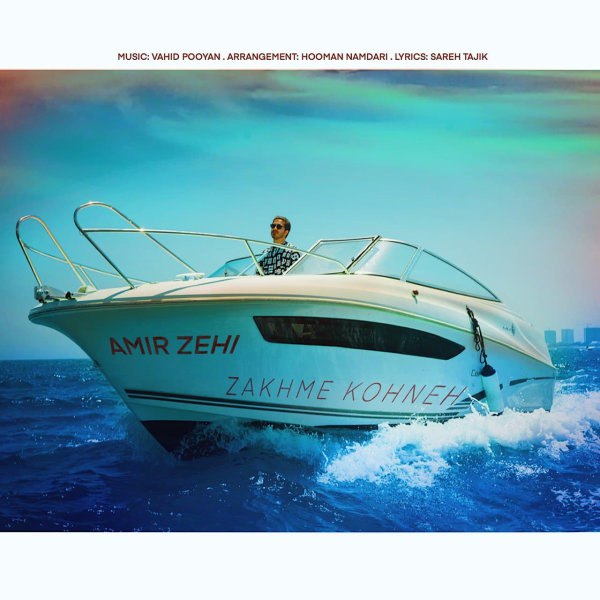 MUSIC: VAHID POOYAN . ARRANGEMENT: HOOMAN NAMDARI . LYRICS: SAREH TAJIK
AMIR ZEHI
ZAKHME KOHNEH